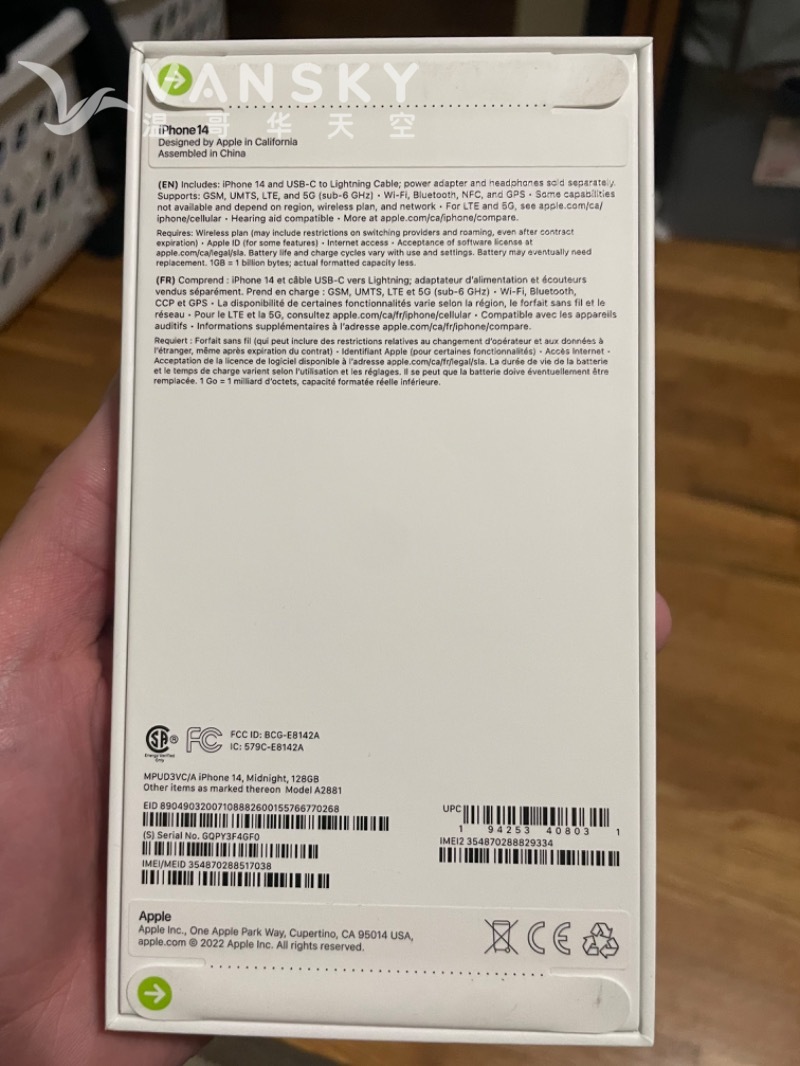 VANSKY
温哥华天空
iPhone 14
Designed by Apple in California
Assembled in China
(EN) Includes: iPhone 14 and USB-C to Lightning Cable; power adapter and headphones sold separately.
Supports: GSM, UMTS, LTE, and 5G (sub-6 GHz) • Wi-Fi, Bluetooth, NFC, and GPS • Some capabilities
not available and depend on region, wireless plan, and network • For LTE and 5G, see apple.com/ca/
iphone/cellular • Hearing aid compatible • More at apple.com/ca/iphone/compare.
Requires: Wireless plan (may include restrictions on switching providers and roaming, even after contract
expiration) • Apple ID (for some features) • Internet access • Acceptance of software license at
apple.com/ca/legal/sla. Battery life and charge cycles vary with use and settings. Battery may eventually need
replacement. 1GB = 1 billion bytes; actual formatted capacity less.
(FR) Comprend : iPhone 14 et câble USB-C vers Lightning; adaptateur d'alimentation et écouteurs
vendus séparément. Prend en charge : GSM, UMTS, LTE et 5G (sub-6 GHz) • Wi-Fi, Bluetooth,
CCP et GPS • La disponibilité de certaines fonctionnalités varie selon la région, le forfait sans fil et le
réseau • Pour le LTE et la 5G, consultez apple.com/ca/fr/iphone/cellular • Compatible avec les appareils
auditifs • Informations supplémentaires à l'adresse apple.com/ca/fr/iphone/compare.
Requiert : Forfait sans fil (qui peut inclure des restrictions relatives au changement d'opérateur et aux données à
l'étranger, même après expiration du contrat) • Identifiant Apple (pour certaines fonctionnalités) • Accès Internet •
Acceptation de la licence de logiciel disponible à l'adresse apple.com/ca/fr/legal/sla. La durée de vie de la batterie
et le temps de charge varient selon l'utilisation et les réglages. Il se peut que la batterie doive éventuellement être
remplacée. 1 Go = 1 milliard d'octets, capacité formatée réelle inférieure.
SA ®
Energy Verified
FC
FCC ID: BCG-E8142A
IC: 579C-E8142A
MPUD3VC/A iPhone 14, Midnight, 128GB
Other items as marked thereon Model A2881
EID 89049032007108882600155766770268
(S) Serial No. GQPY3F4GF0
IMEI/MEID 354870288517038
UPC
1 94253 40803 1
IMEI2 354870288829334
Apple
Apple Inc., One Apple Park Way, Cupertino, CA 95014 USA,
apple.com © 2022 Apple Inc. All rights reserved.
CE